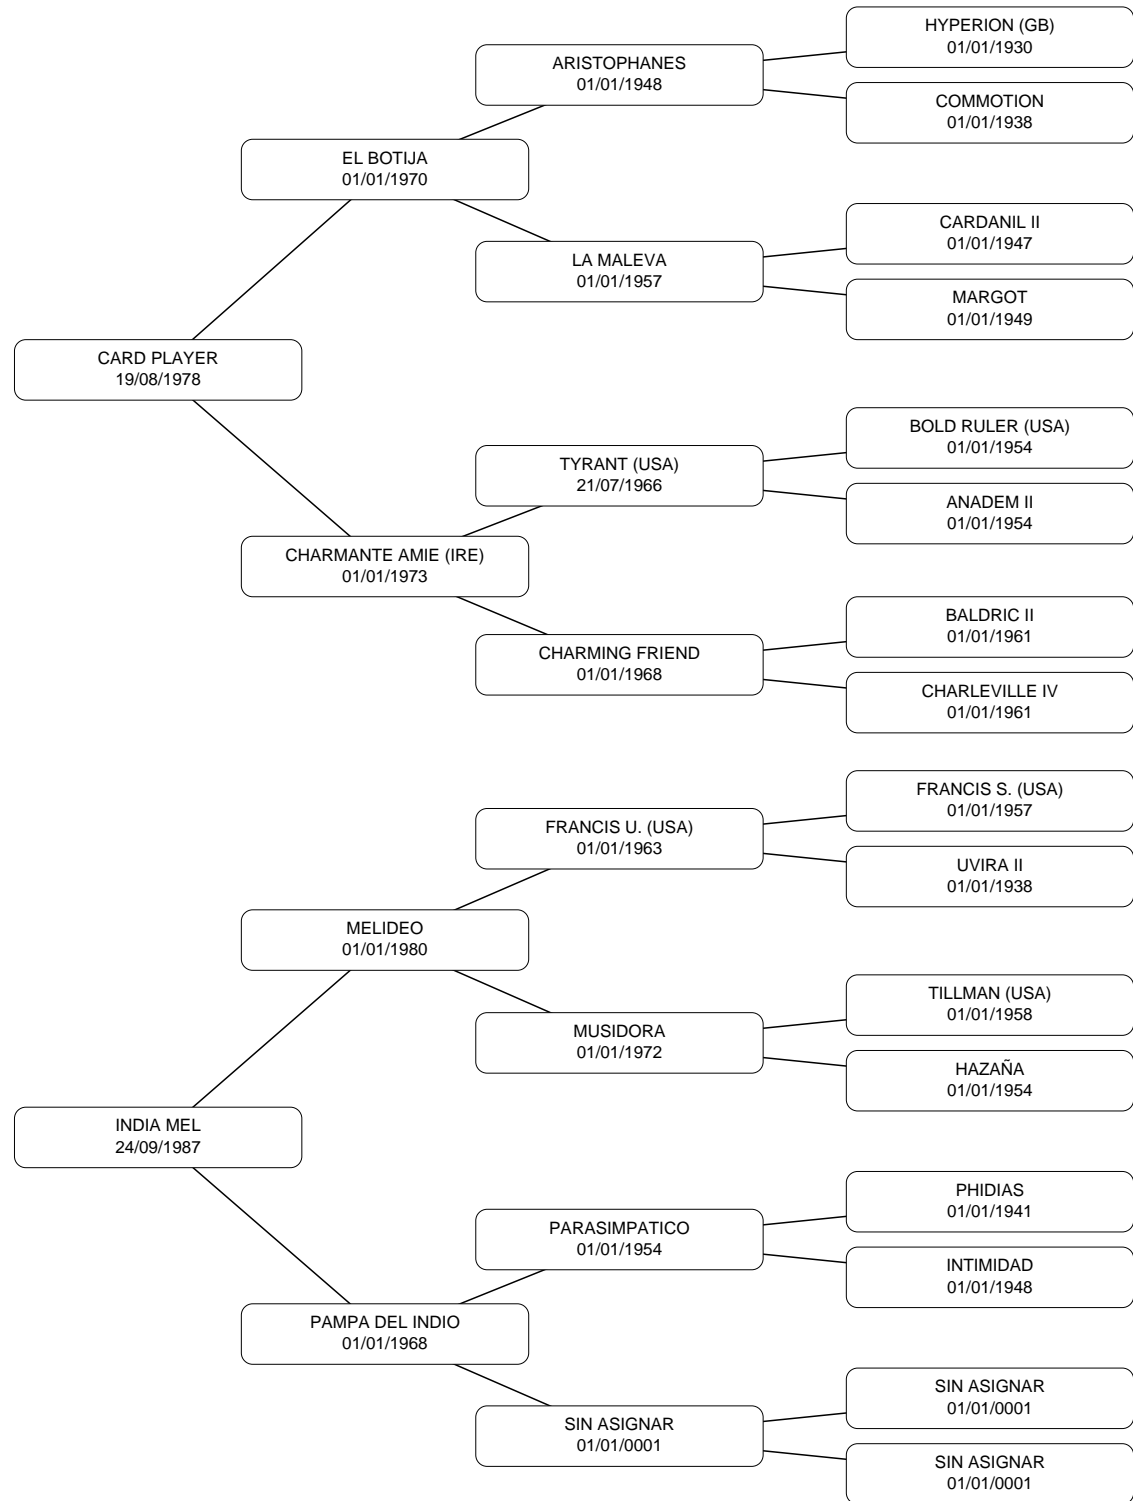 HYPERION (GB)
01/01/1930
ARISTOPHANES
01/01/1948
COMMOTION
01/01/1938
EL BOTIJA
01/01/1970
CARDANIL II
01/01/1947
LA MALEVA
01/01/1957
MARGOT
01/01/1949
CARD PLAYER
19/08/1978
BOLD RULER (USA)
01/01/1954
TYRANT (USA)
21/07/1966
ANADEM II
01/01/1954
CHARMANTE AMIE (IRE)
01/01/1973
BALDRIC II
01/01/1961
CHARMING FRIEND
01/01/1968
CHARLEVILLE IV
01/01/1961
FRANCIS S. (USA)
01/01/1957
FRANCIS U. (USA)
01/01/1963
UVIRA II
01/01/1938
MELIDEO
01/01/1980
TILLMAN (USA)
01/01/1958
MUSIDORA
01/01/1972
HAZAÑA
01/01/1954
INDIA MEL
24/09/1987
PHIDIAS
01/01/1941
PARASIMPATICO
01/01/1954
INTIMIDAD
01/01/1948
PAMPA DEL INDIO
01/01/1968
SIN ASIGNAR
01/01/0001
SIN ASIGNAR
01/01/0001
SIN ASIGNAR
01/01/0001